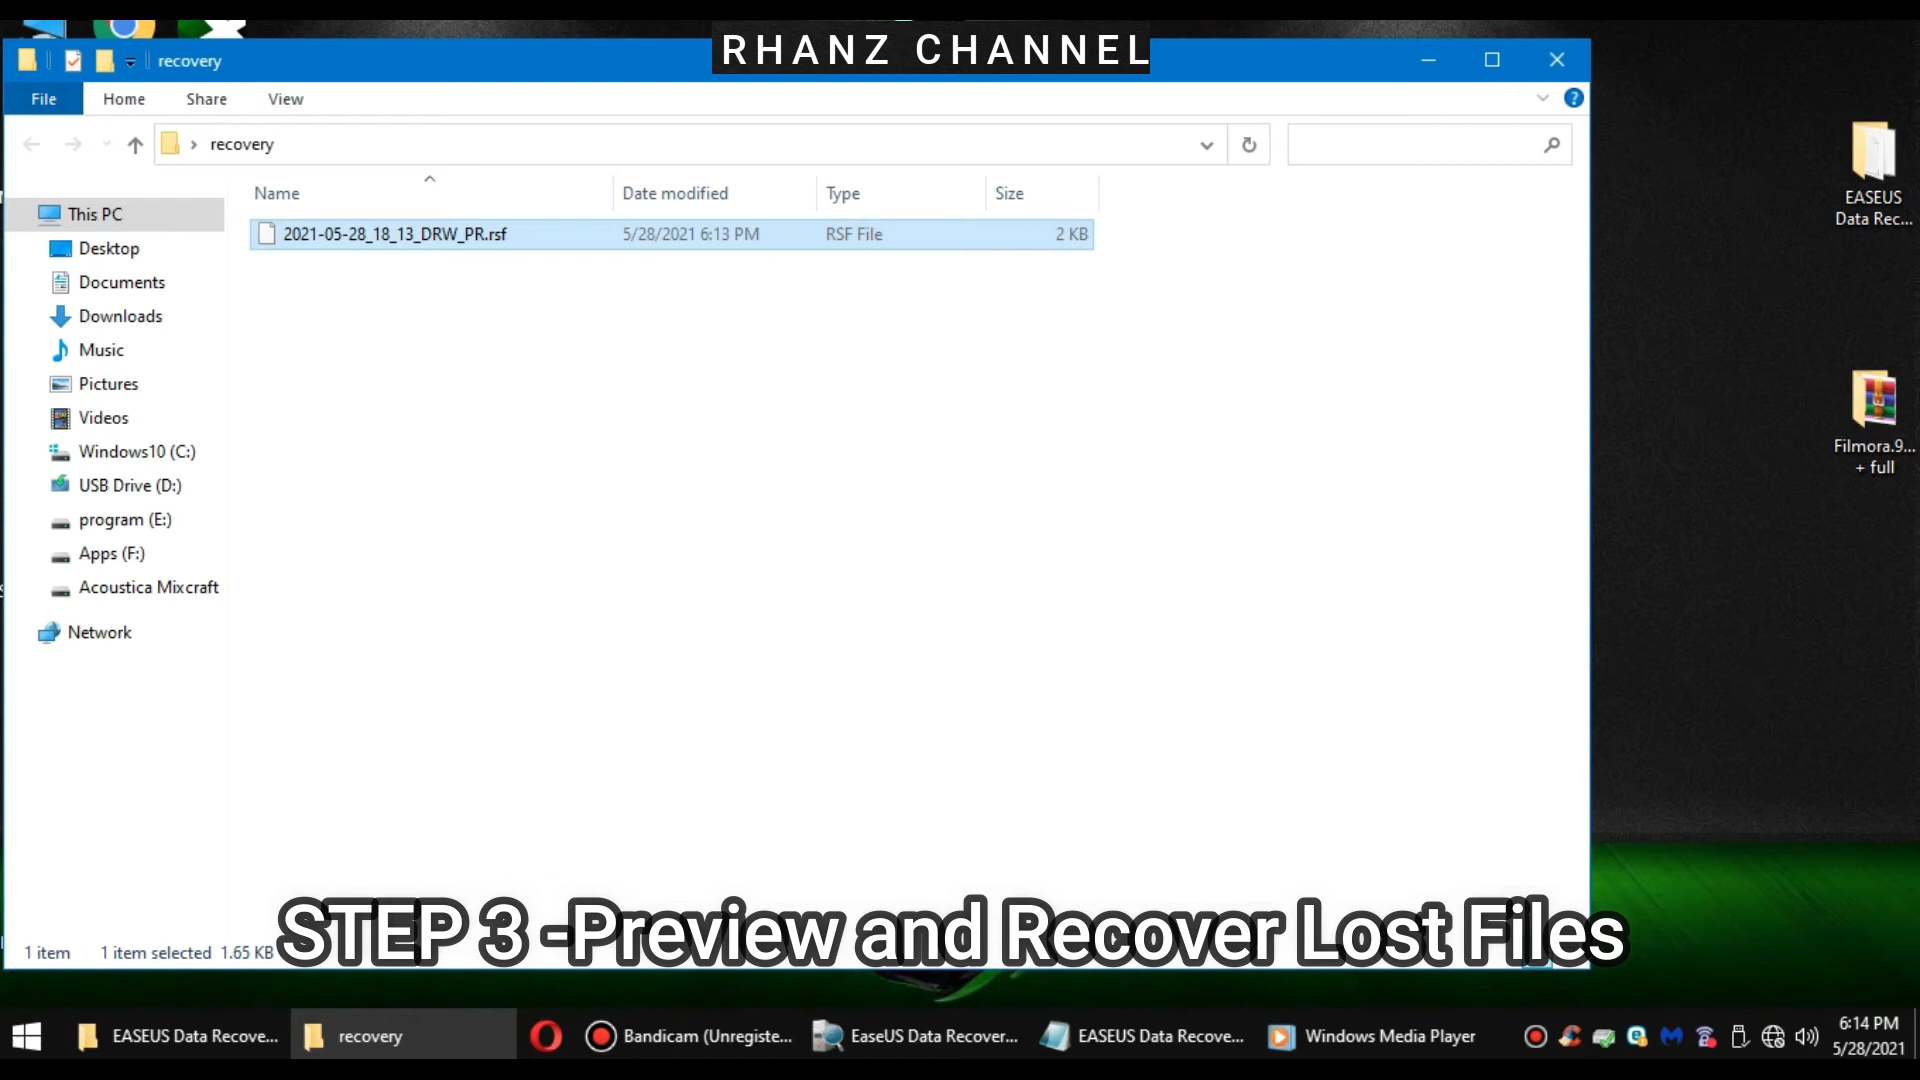 RHANZ CHANNEL
recovery
File Home Share View
recovery
Name Date modified Type Size
2021-05-28_18_13_DRW_PR.rsf 5/28/2021 6:13 PM RSF File 2 KB
This PC
Desktop
Documents
Downloads
Music
Pictures
Videos
Windows10 (C:)
USB Drive (D:)
program (E:)
Apps (F:)
Acoustica Mixcraft
Network
EASEUS
Data Rec...
Filmora.9...
+ full
STEP 3 -Preview and Recover Lost Files
1 item 1 item selected 1.65 KB
EASEUS Data Recove... recovery Bandicam (Unregiste... EaseUS Data Recover... EASEUS Data Recove... Windows Media Player
6:14 PM
5/28/2021